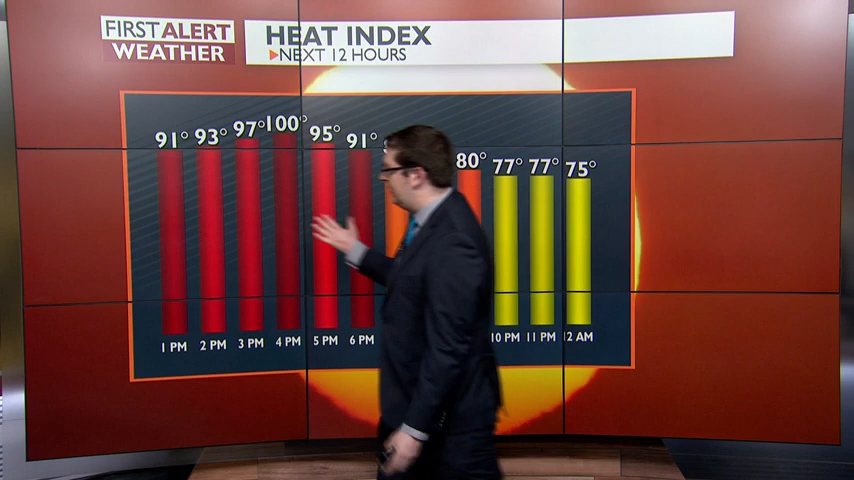 FIRST ALERT
WEATHER
HEAT INDEX
NEXT 12 HOURS
91° 93° 97° 100° 95° 91° 80° 77° 77° 75°
1 PM 2 PM 3 PM 4 PM 5 PM 6 PM 10 PM 11 PM 12 AM